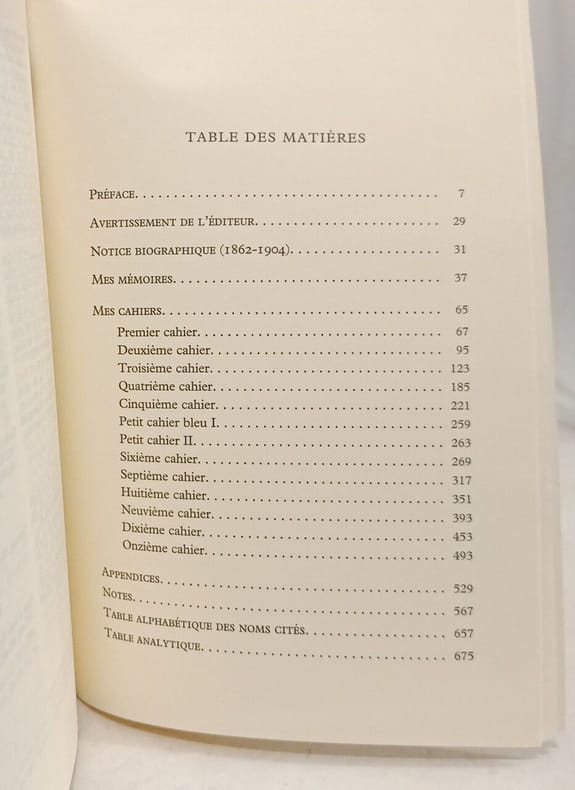 TABLE DES MATIÈRES
PRÉFACE. . . . . . . . . . . . . . . . . . . . . . . . . . . . . . . . . . . . . . . 7
AVERTISSEMENT DE L'ÉDITEUR. . . . . . . . . . . . . . . . . . . . . . . . 29
NOTICE BIOGRAPHIQUE (1862-1904). . . . . . . . . . . . . . . . . . . 31
MES MÉMOIRES. . . . . . . . . . . . . . . . . . . . . . . . . . . . . . . . . . 37
MES CAHIERS. . . . . . . . . . . . . . . . . . . . . . . . . . . . . . . . . . . . 65
Premier cahier. . . . . . . . . . . . . . . . . . . . . . . . . . . . . . . 67
Deuxième cahier. . . . . . . . . . . . . . . . . . . . . . . . . . . . . . 95
Troisième cahier. . . . . . . . . . . . . . . . . . . . . . . . . . . . . . 123
Quatrième cahier. . . . . . . . . . . . . . . . . . . . . . . . . . . . . 185
Cinquième cahier. . . . . . . . . . . . . . . . . . . . . . . . . . . . . 221
Petit cahier bleu I. . . . . . . . . . . . . . . . . . . . . . . . . . . . . 259
Petit cahier II. . . . . . . . . . . . . . . . . . . . . . . . . . . . . . . . 263
Sixième cahier. . . . . . . . . . . . . . . . . . . . . . . . . . . . . . . 269
Septième cahier. . . . . . . . . . . . . . . . . . . . . . . . . . . . . . 317
Huitième cahier. . . . . . . . . . . . . . . . . . . . . . . . . . . . . . 351
Neuvième cahier. . . . . . . . . . . . . . . . . . . . . . . . . . . . . . 393
Dixième cahier. . . . . . . . . . . . . . . . . . . . . . . . . . . . . . . 453
Onzième cahier. . . . . . . . . . . . . . . . . . . . . . . . . . . . . . 493
APPENDICES. . . . . . . . . . . . . . . . . . . . . . . . . . . . . . . . . . . . 529
NOTES. . . . . . . . . . . . . . . . . . . . . . . . . . . . . . . . . . . . . . . . 567
TABLE ALPHABÉTIQUE DES NOMS CITÉS. . . . . . . . . . . . . . . . . . 657
TABLE ANALYTIQUE. . . . . . . . . . . . . . . . . . . . . . . . . . . . . . . 675